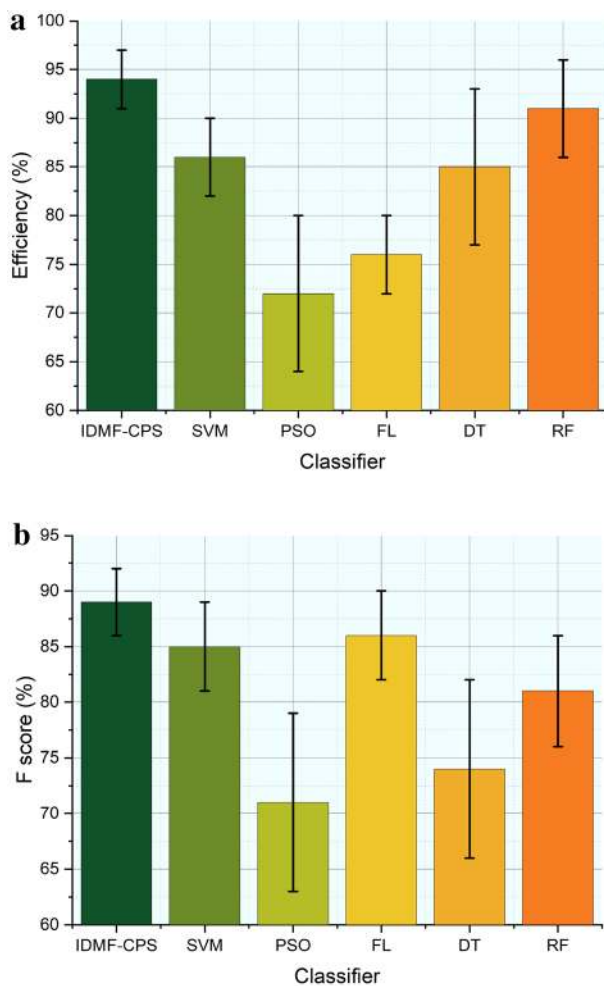 a
100
95
90
85
80
75
70
65
60
Efficiency (%)
IDMF-CPS SVM PSO FL DT RF
Classifier
b
95
90
85
80
75
70
65
60
F score (%)
IDMF-CPS SVM PSO FL DT RF
Classifier